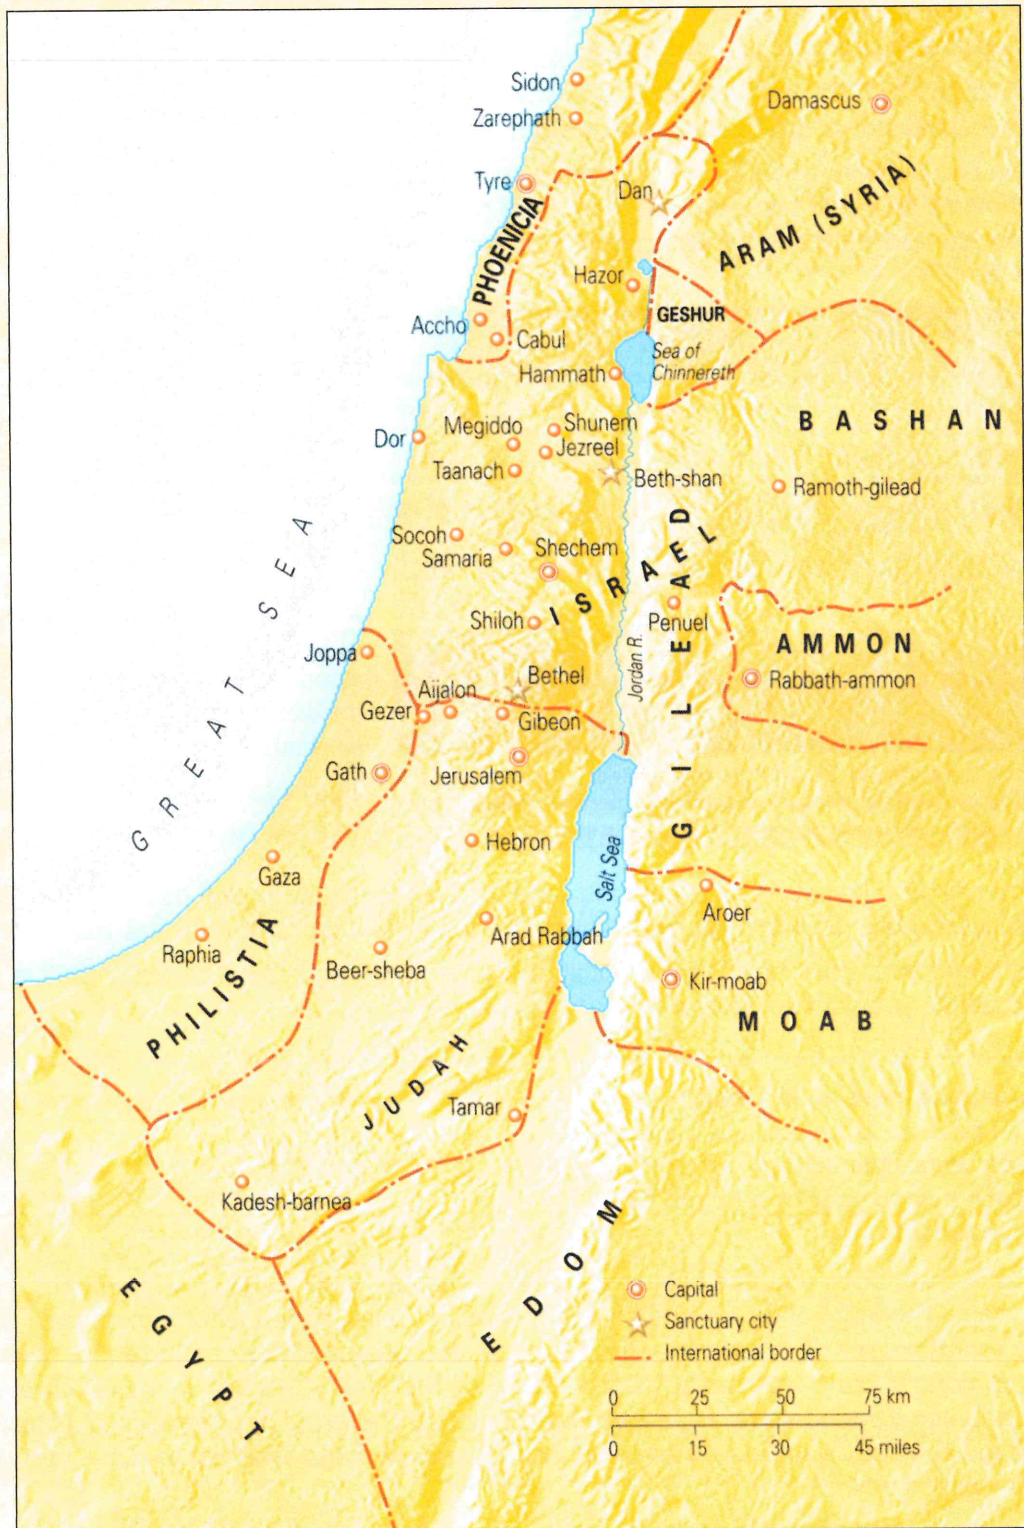 Sidon
Zarephath
Damascus
Tyre
Dan
PHOENICIA
ARAM (SYRIA)
Hazor
GESHUR
Accho
Cabul
Sea of
Chinnereth
Hammath
BASHAN
Megiddo
Shunem
Dor
Jezreel
Taanach
Beth-shan
Ramoth-gilead
GREAT SEA
Socoh
Samaria
Shechem
ISRAEL
GILEAD
Shiloh
Penuel
Jordan R.
AMMON
Joppa
Rabbath-ammon
Bethel
Aijalon
Gezer
Gibeon
Gath
Jerusalem
Hebron
Salt Sea
Gaza
Aroer
Arad Rabbah
Raphia
Beer-sheba
Kir-moab
PHILISTIA
MOAB
JUDAH
Tamar
Kadesh-barnea
EDOM
EGYPT
Capital
Sanctuary city
International border
0 25 50 75 km
0 15 30 45 miles